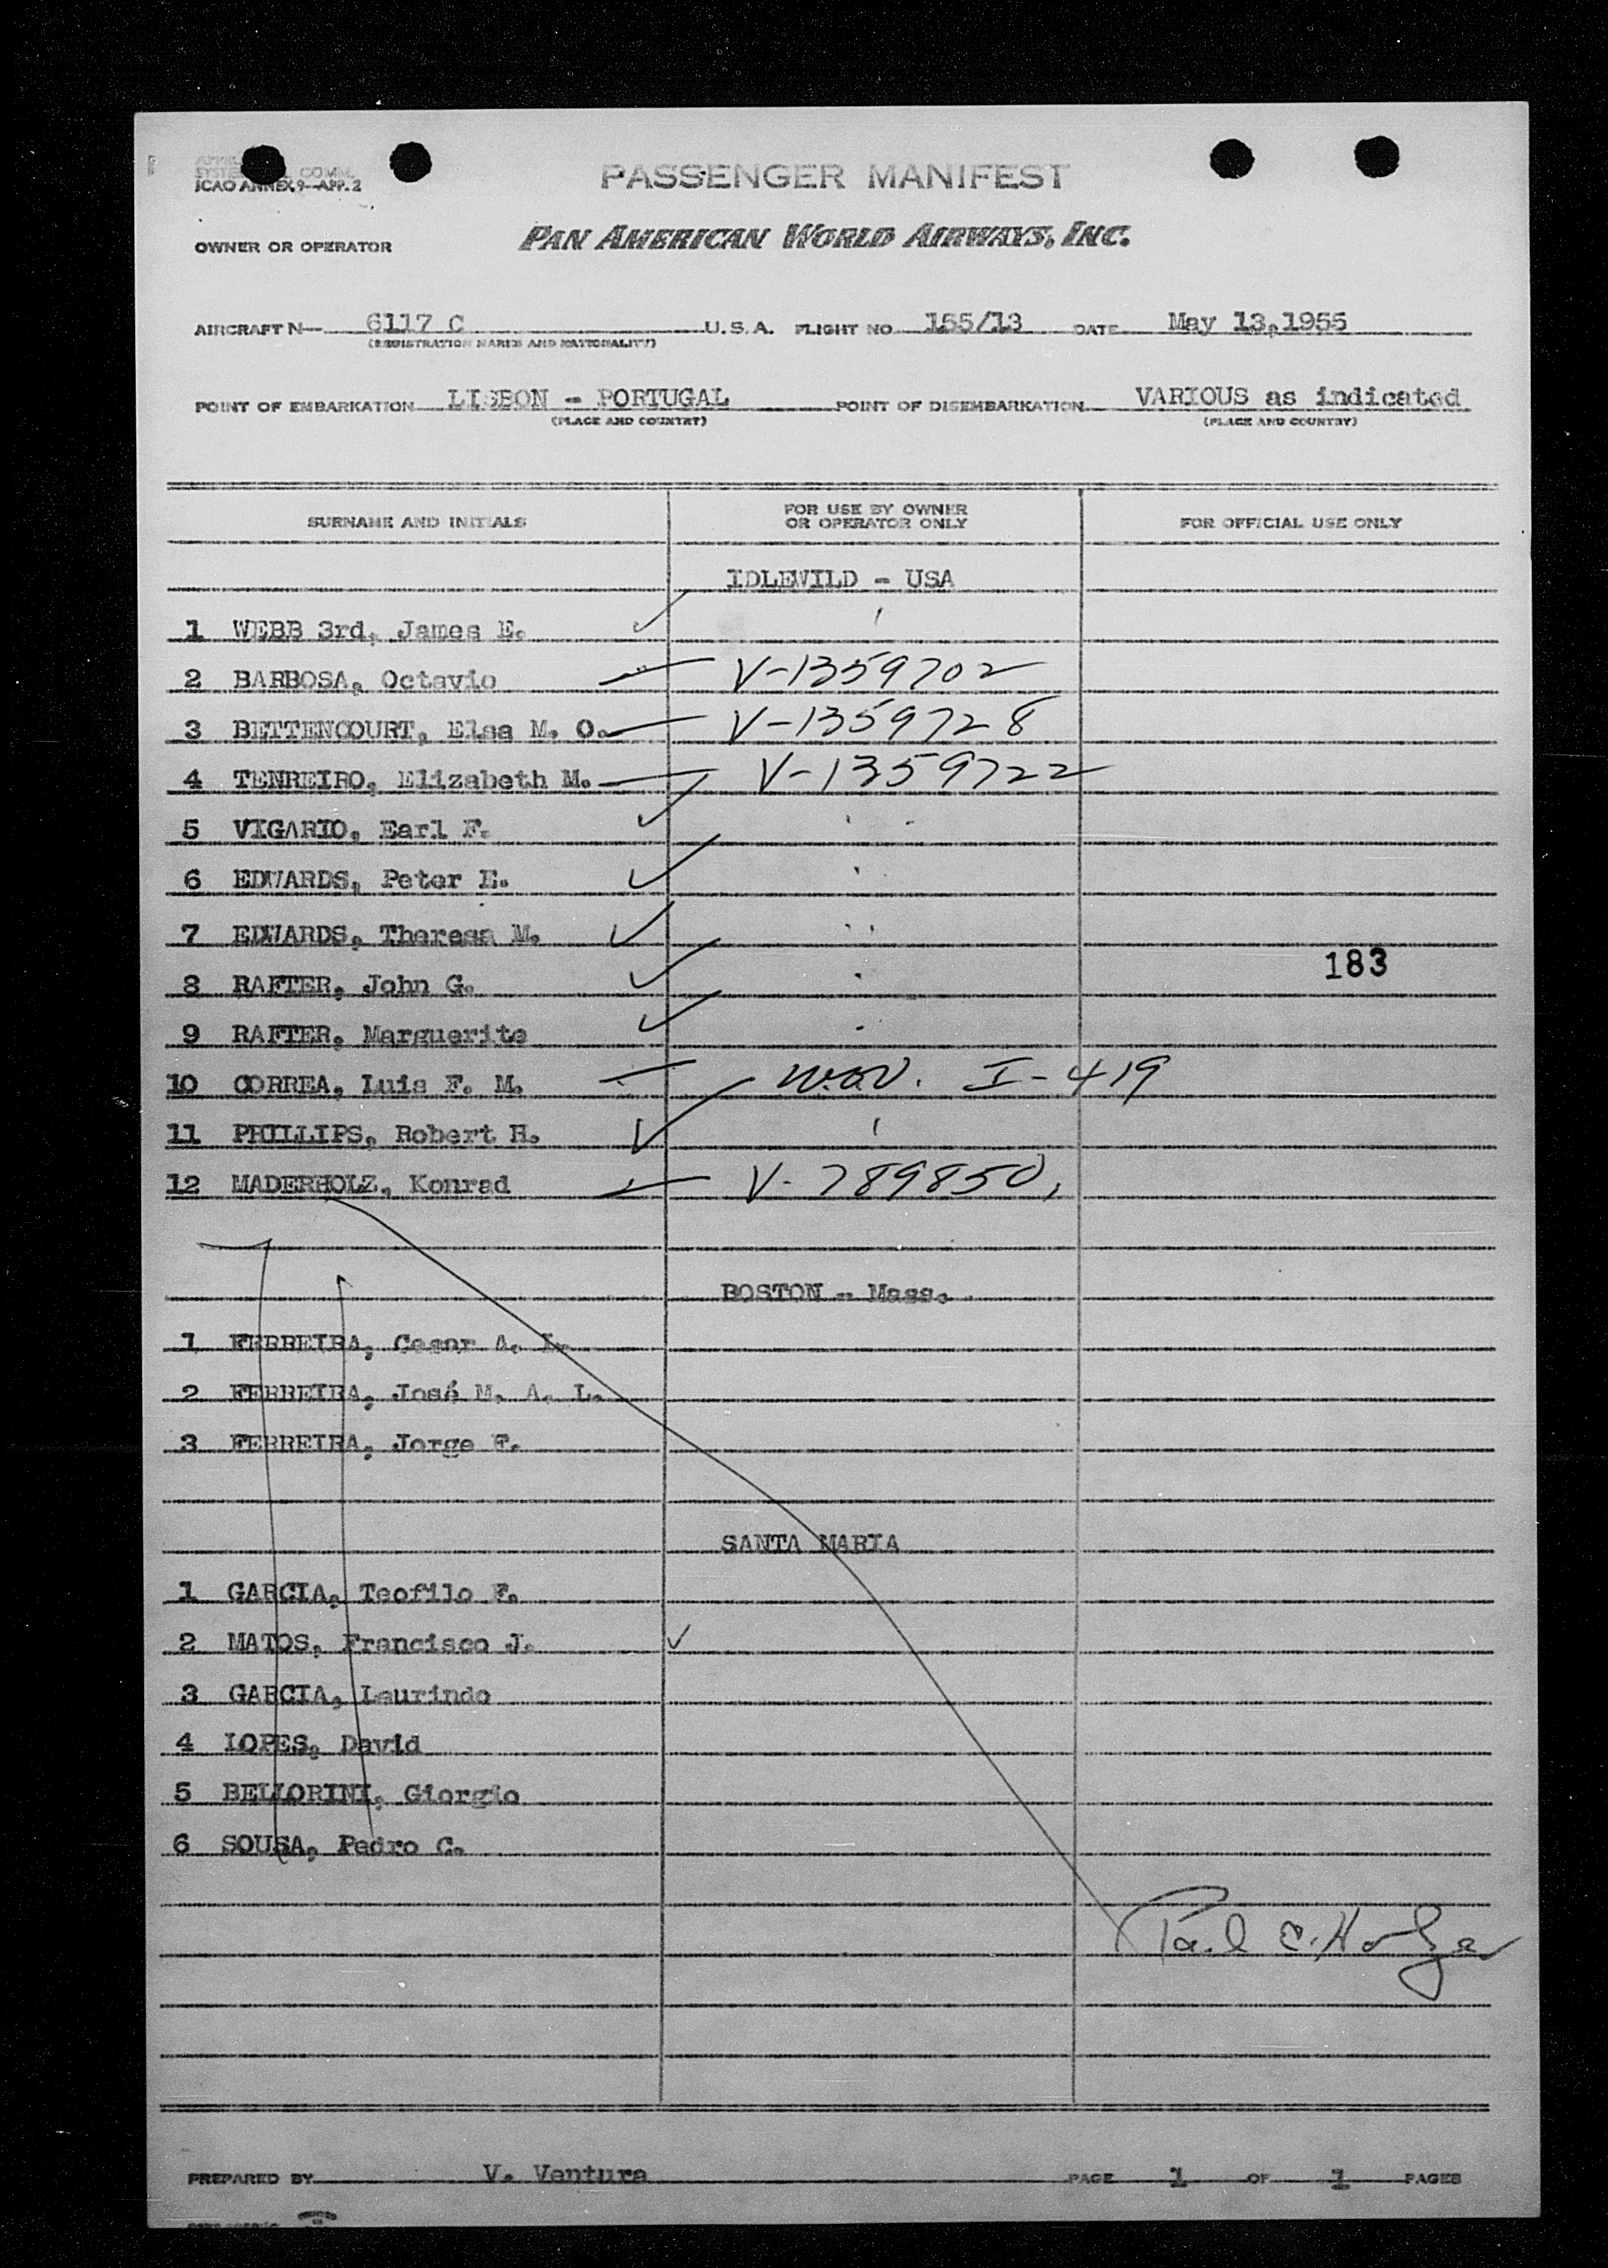 PASSENGER MANIFEST
ICAO ANNEX 9—APP. 2
OWNER OR OPERATOR PAN AMERICAN WORLD AIRWAYS, INC.
AIRCRAFT N— 6117 C U.S.A. FLIGHT NO. 155/13 DATE May 13,1955
(REGISTRATION MARKS AND NATIONALITY)
POINT OF EMBARKATION LISBON - PORTUGAL POINT OF DISEMBARKATION VARIOUS as indicated
(PLACE AND COUNTRY) (PLACE AND COUNTRY)
SURNAME AND INITIALS FOR USE BY OWNER OR OPERATOR ONLY FOR OFFICIAL USE ONLY
IDLEWILD - USA
1 WEBB 3rd, James E.
2 BARBOSA, Octavio V-1359702
3 BETTENCOURT, Elsa M. O. V-1359728
4 TENREIRO, Elizabeth M. V-1359722
5 VIGARIO, Earl F.
6 EDWARDS, Peter E.
7 EDWARDS, Theresa M.
183
8 RAFTER, John G.
9 RAFTER, Marguerite
10 CORREA, Luis F. M. W.O.V. I-419
11 PHILLIPS, Robert H.
12 MADERHOLZ, Konrad V-789850,
BOSTON - Mass.
1 FERREIRA, Cesar A. L.
2 FERREIRA, José M. A. L.
3 FERREIRA, Jorge F.
SANTA MARIA
1 GARCIA, Teofilo F.
2 MATOS, Francisco J.
3 GARCIA, Laurindo
4 LOPES, David
5 BELLORINI, Giorgio
6 SOUSA, Pedro C.
Paul E.
PREPARED BY V. Ventura PAGE 1 OF 1 PAGES